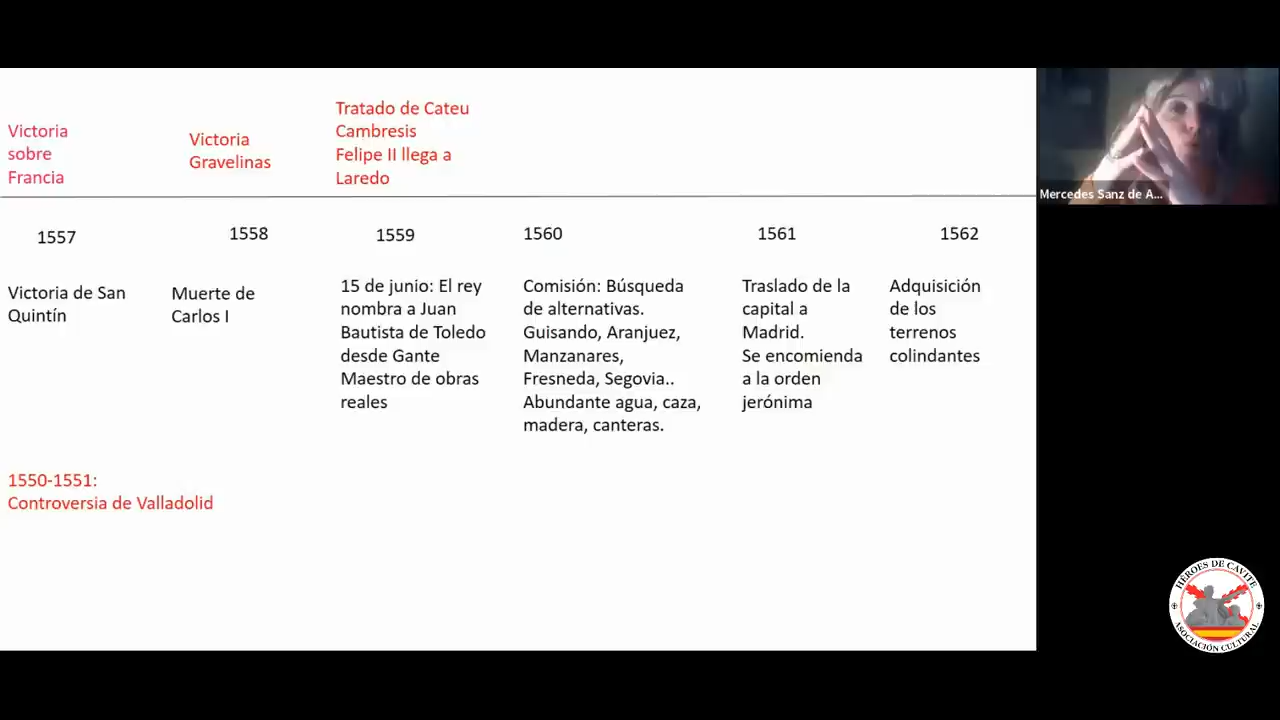 Victoria
sobre
Francia
Victoria
Gravelinas
Tratado de Cateu
Cambresis
Felipe II llega a
Laredo
1557
1558
1559
1560
1561
1562
Victoria de San
Quintín
Muerte de
Carlos I
15 de junio: El rey
nombra a Juan
Bautista de Toledo
desde Gante
Maestro de obras
reales
Comisión: Búsqueda
de alternativas.
Guisando, Aranjuez,
Manzanares,
Fresneda, Segovia..
Abundante agua, caza,
madera, canteras.
Traslado de la
capital a
Madrid.
Se encomienda
a la orden
jerónima
Adquisición
de los
terrenos
colindantes
1550-1551:
Controversia de Valladolid
Mercedes Sanz de A...
HÉROES DE CAVITE
ASOCIACIÓN CULTURAL